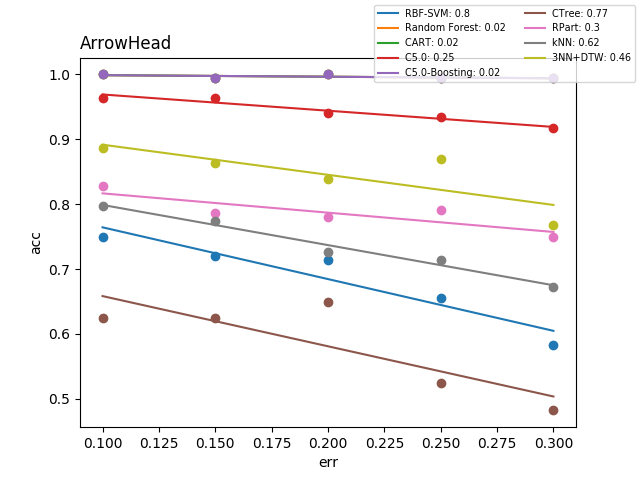 ArrowHead
RBF-SVM: 0.8
Random Forest: 0.02
CART: 0.02
C5.0: 0.25
C5.0-Boosting: 0.02
CTree: 0.77
RPart: 0.3
kNN: 0.62
3NN+DTW: 0.46
acc
1.0
0.9
0.8
0.7
0.6
0.5
0.100 0.125 0.150 0.175 0.200 0.225 0.250 0.275 0.300
err